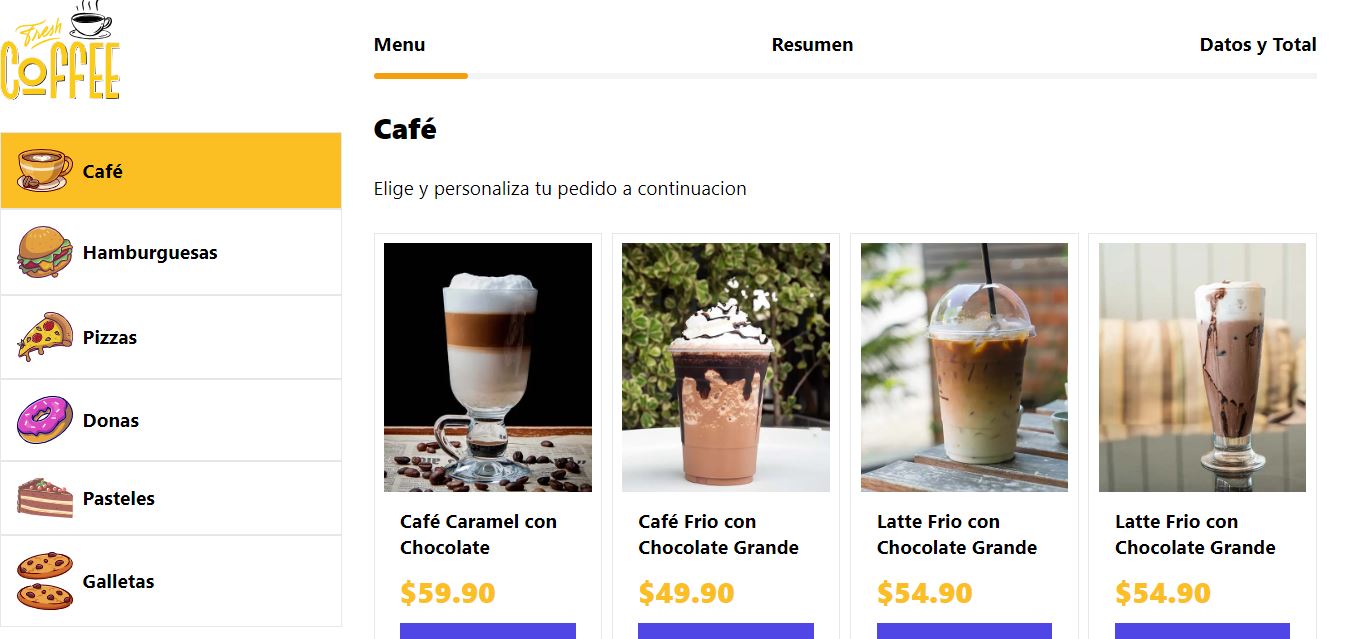 Fresh
COFFEE
Menu
Resumen
Datos y Total
Café
Hamburguesas
Pizzas
Donas
Pasteles
Galletas
Café
Elige y personaliza tu pedido a continuacion
Café Caramel con
Chocolate
$59.90
Café Frio con
Chocolate Grande
$49.90
Latte Frio con
Chocolate Grande
$54.90
Latte Frio con
Chocolate Grande
$54.90